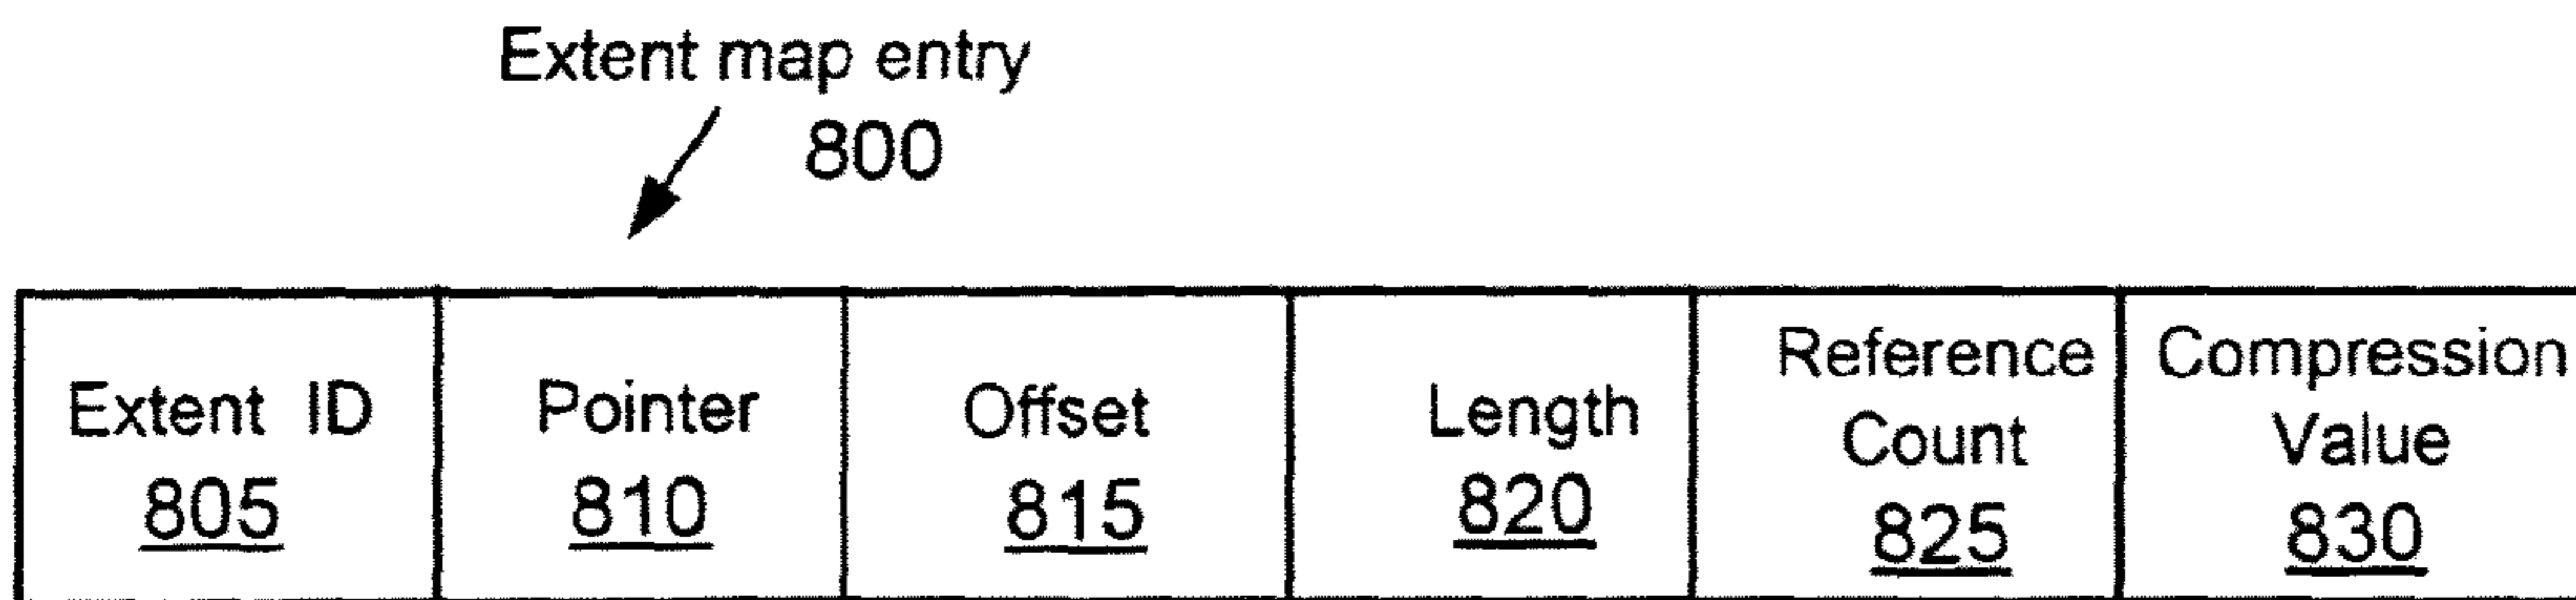 Extent map entry
800
Extent ID
805
Pointer
810
Offset
815
Length
820
Reference
Count
825
Compression
Value
830